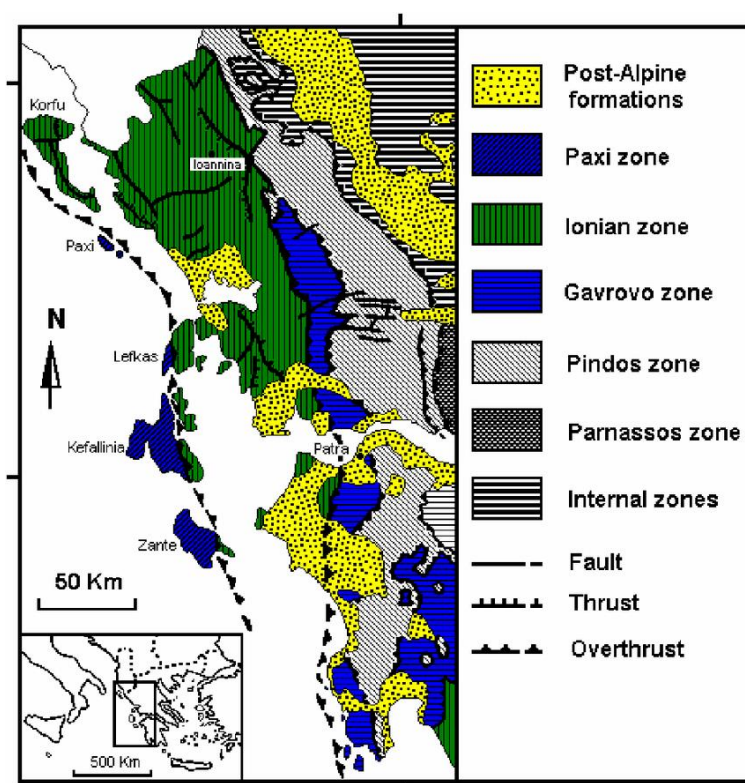 Korfu
Ioannina
Paxi
N
Lefkas
Kefallinia
Patra
Zante
50 Km
500 Km
Post-Alpine
formations
Paxi zone
Ionian zone
Gavrovo zone
Pindos zone
Parnassos zone
Internal zones
Fault
Thrust
Overthrust